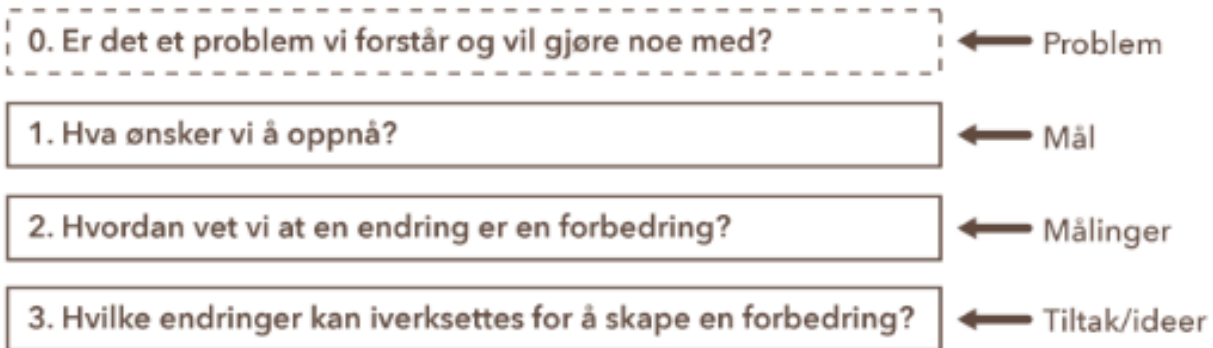 0. Er det et problem vi forstår og vil gjøre noe med?
Problem
1. Hva ønsker vi å oppnå?
Mål
2. Hvordan vet vi at en endring er en forbedring?
Målinger
3. Hvilke endringer kan iverksettes for å skape en forbedring?
Tiltak/ideer